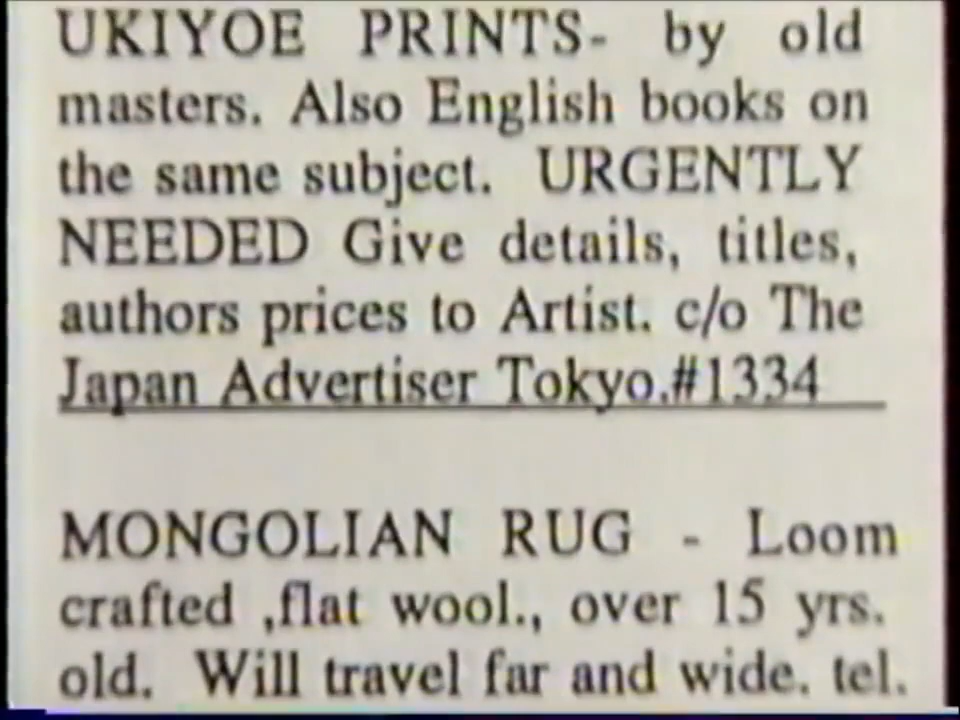 UKIYOE PRINTS- by old
masters. Also English books on
the same subject. URGENTLY
NEEDED Give details, titles,
authors prices to Artist. c/o The
Japan Advertiser Tokyo.#1334
MONGOLIAN RUG - Loom
crafted ,flat wool., over 15 yrs.
old. Will travel far and wide. tel.